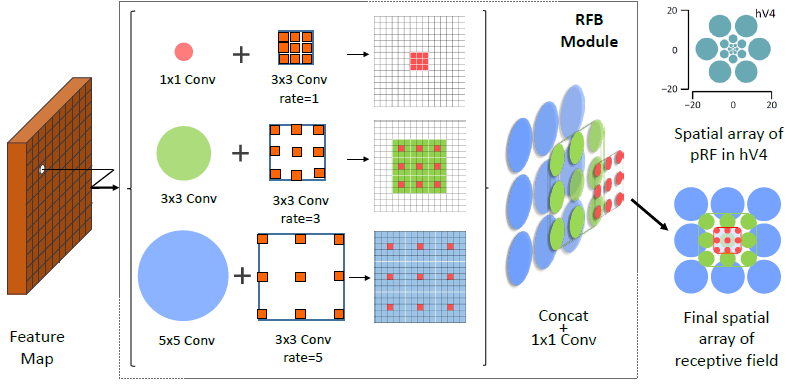 RFB
Module
hV4
20
0
-20
-20
0
20
Spatial array of
pRF in hV4
1x1 Conv
+
3x3 Conv
rate=1
3x3 Conv
+
3x3 Conv
rate=3
5x5 Conv
+
3x3 Conv
rate=5
Feature
Map
Concat
+
1x1 Conv
Final spatial
array of
receptive field